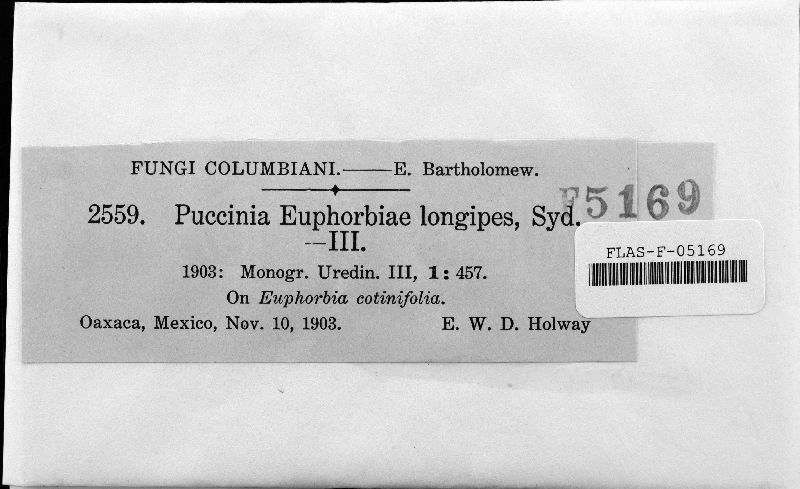 FUNGI COLUMBIANI.——E. Bartholomew.
2559. Puccinia Euphorbiae longipes, Syd.
—III.
1903: Monogr. Uredin. III, 1: 457.
On Euphorbia cotinifolia.
Oaxaca, Mexico, Nov. 10, 1903. E. W. D. Holway
F5169
FLAS-F-05169